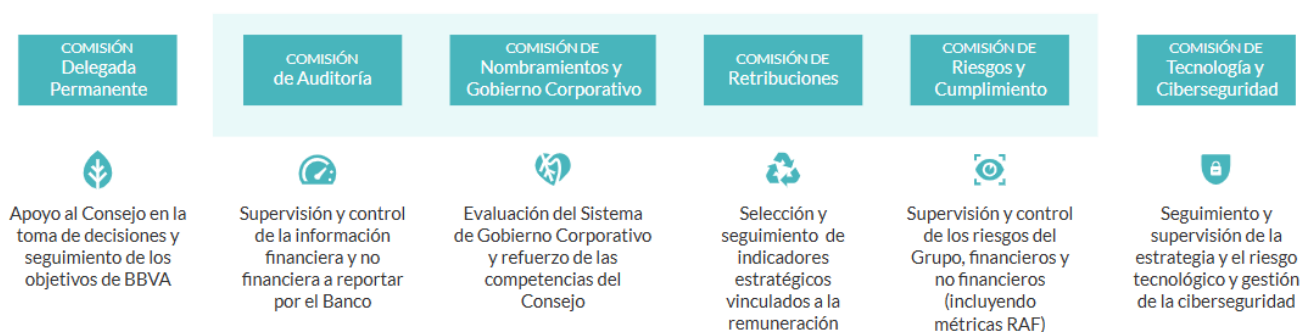 COMISIÓN
Delegada
Permanente
COMISIÓN
de Auditoría
COMISIÓN DE
Nombramientos y
Gobierno Corporativo
COMISIÓN DE
Retribuciones
COMISIÓN DE
Riesgos y
Cumplimiento
COMISIÓN DE
Tecnología y
Ciberseguridad
Apoyo al Consejo en la
toma de decisiones y
seguimiento de los
objetivos de BBVA
Supervisión y control
de la información
financiera y no
financiera a reportar
por el Banco
Evaluación del Sistema
de Gobierno Corporativo
y refuerzo de las
competencias del
Consejo
Selección y
seguimiento de
indicadores
estratégicos
vinculados a la
remuneración
Supervisión y control
de los riesgos del
Grupo, financieros y
no financieros
(incluyendo
métricas RAF)
Seguimiento y
supervisión de la
estrategia y el riesgo
tecnológico y gestión
de la ciberseguridad